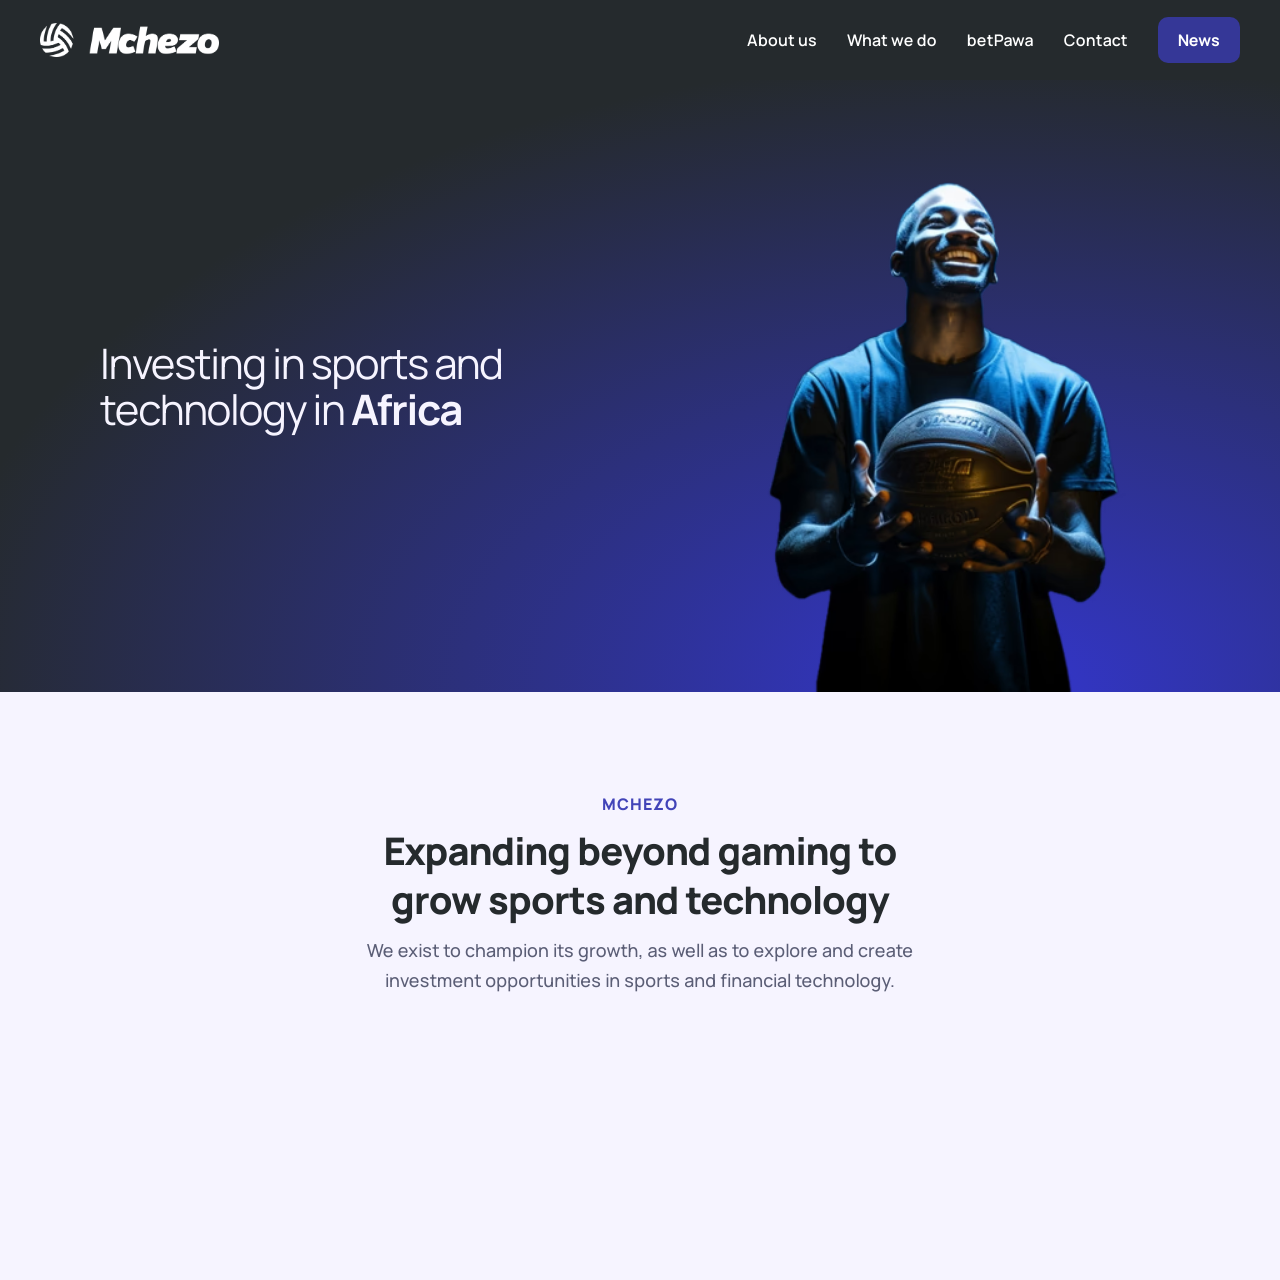 Mchezo
About us
What we do
betPawa
Contact
News
Investing in sports and
technology in Africa
MCHEZO
Expanding beyond gaming to
grow sports and technology
We exist to champion its growth, as well as to explore and create
investment opportunities in sports and financial technology.